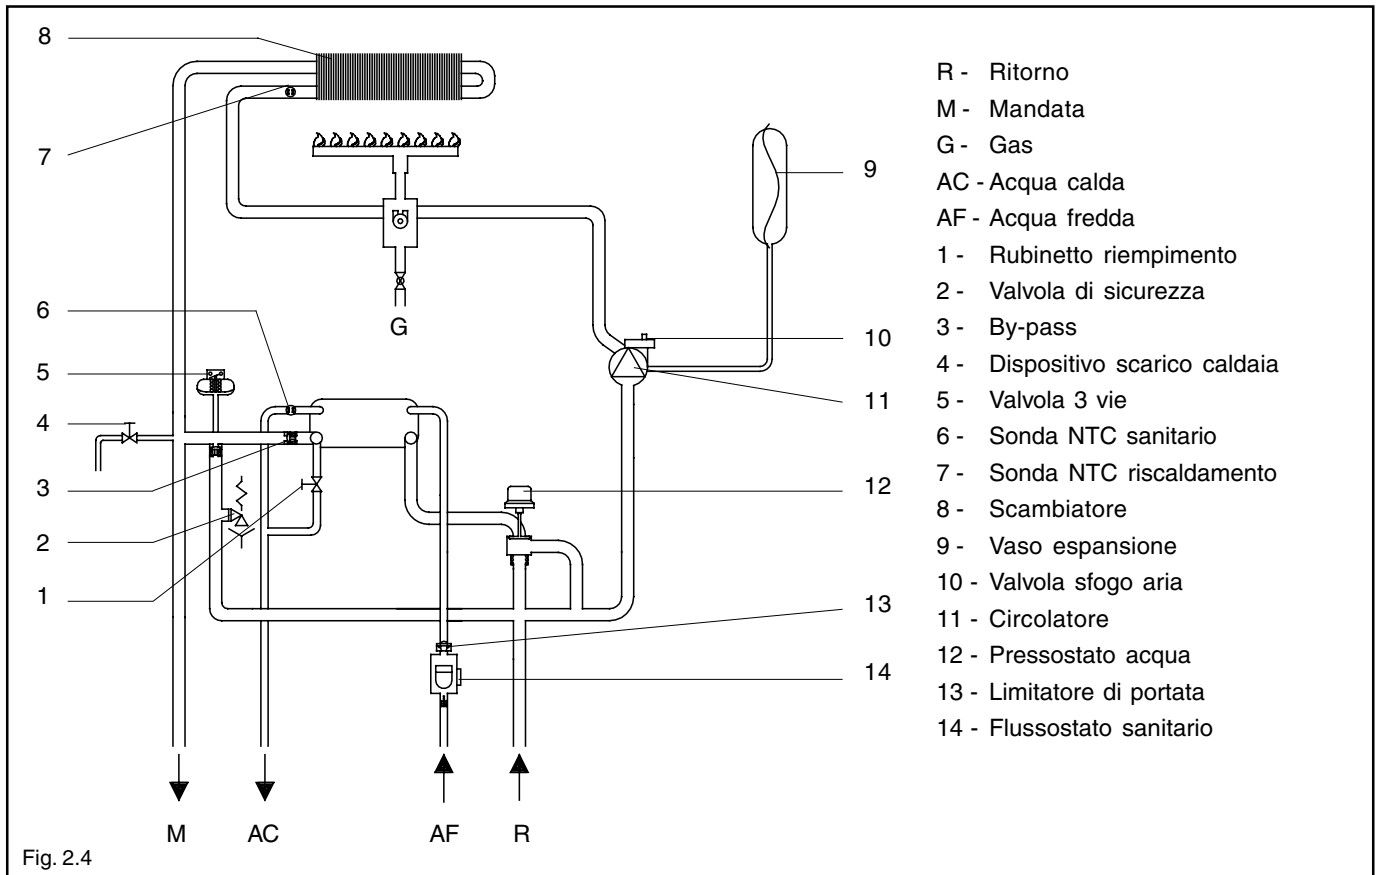 8
7
6
5
4
3
2
1
G
9
10
11
12
13
14
M AC AF R
Fig. 2.4
R - Ritorno
M - Mandata
G - Gas
AC - Acqua calda
AF - Acqua fredda
1 - Rubinetto riempimento
2 - Valvola di sicurezza
3 - By-pass
4 - Dispositivo scarico caldaia
5 - Valvola 3 vie
6 - Sonda NTC sanitario
7 - Sonda NTC riscaldamento
8 - Scambiatore
9 - Vaso espansione
10 - Valvola sfogo aria
11 - Circolatore
12 - Pressostato acqua
13 - Limitatore di portata
14 - Flussostato sanitario